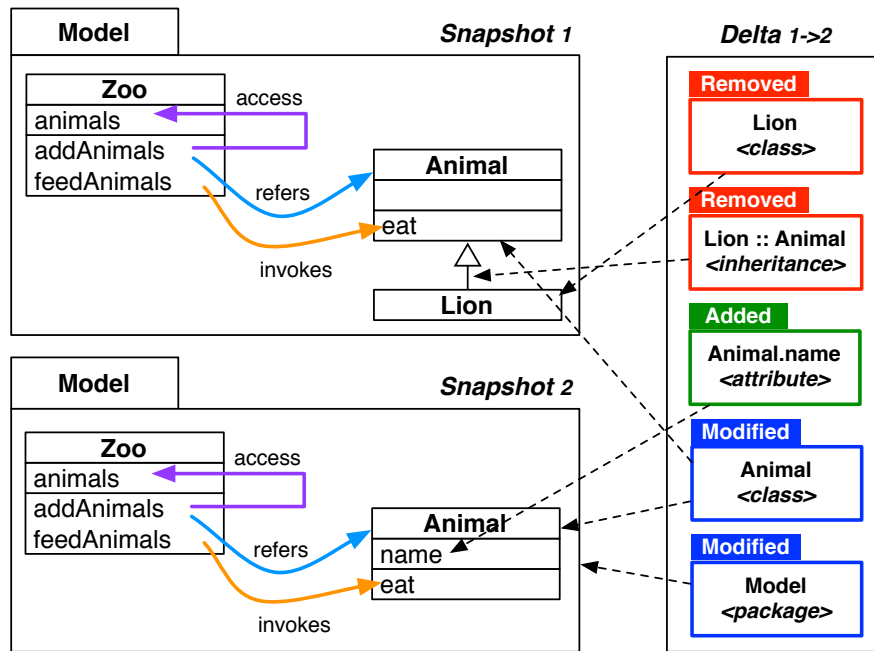 Model
Snapshot 1
Zoo
animals
addAnimals
feedAnimals
access
refers
invokes
Animal
eat
Lion
Model
Snapshot 2
Zoo
animals
addAnimals
feedAnimals
access
refers
invokes
Animal
name
eat
Delta 1->2
Removed
Lion
<class>
Removed
Lion :: Animal
<inheritance>
Added
Animal.name
<attribute>
Modified
Animal
<class>
Modified
Model
<package>